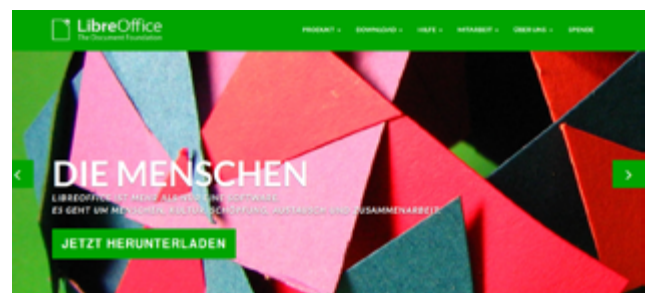 LibreOffice
The Document Foundation
PRODUKT DOWNLOAD HILFE MITARBEIT ÜBER UNS SPENDE
DIE MENSCHEN
LIBREOFFICE IST MEHR ALS NUR EINE SOFTWARE.
ES GEHT UM MENSCHEN, KULTUR, SCHÖPFUNG, AUSTAUSCH UND ZUSAMMENARBEIT.
JETZT HERUNTERLADEN